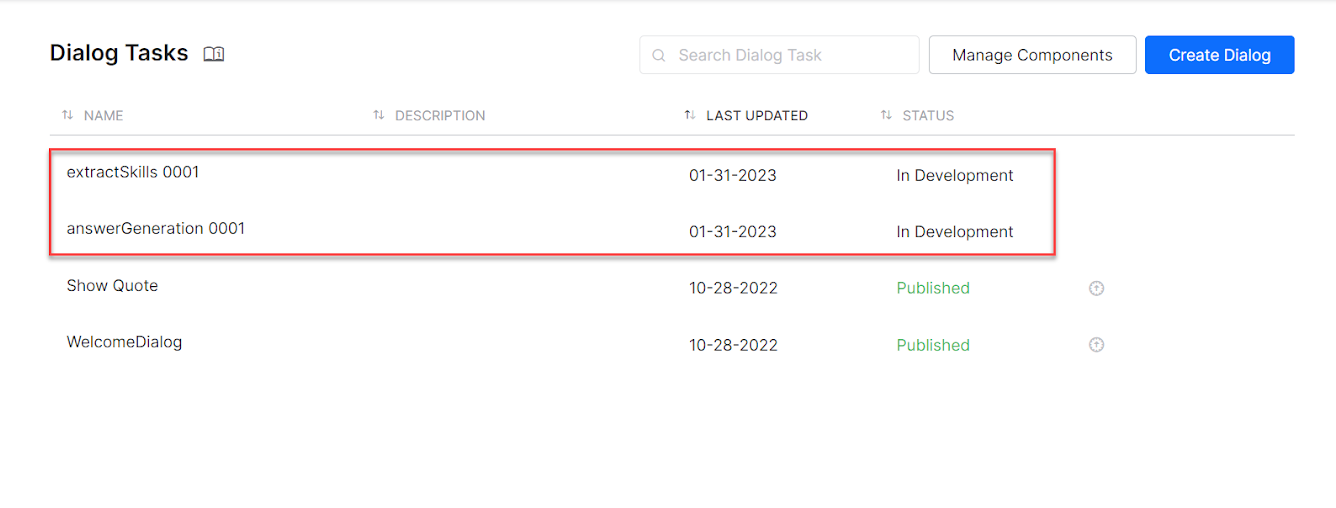 Dialog Tasks
Search Dialog Task
Manage Components
Create Dialog
NAME DESCRIPTION LAST UPDATED STATUS
extractSkills 0001 01-31-2023 In Development
answerGeneration 0001 01-31-2023 In Development
Show Quote 10-28-2022 Published
WelcomeDialog 10-28-2022 Published